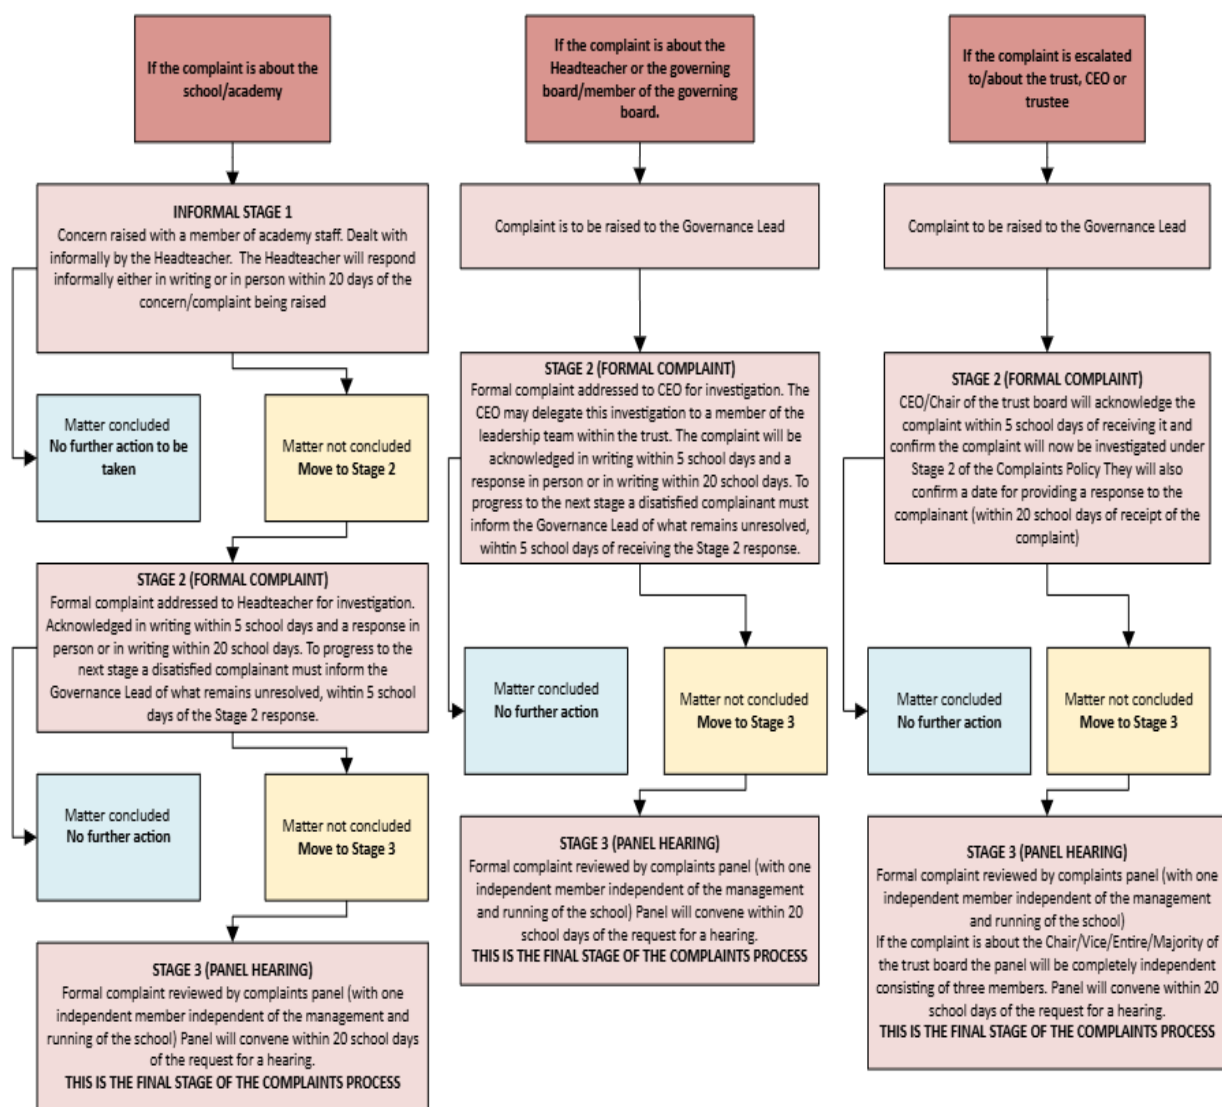 If the complaint is about the
school/academy
INFORMAL STAGE 1
Concern raised with a member of academy staff. Dealt with
informally by the Headteacher. The Headteacher will respond
informally either in writing or in person within 20 days of the
concern/complaint being raised
Matter concluded
No further action to be
taken
Matter not concluded
Move to Stage 2
STAGE 2 (FORMAL COMPLAINT)
Formal complaint addressed to Headteacher for investigation.
Acknowledged in writing within 5 school days and a response in
person or in writing within 20 school days. To progress to the
next stage a disatisfied complainant must inform the
Governance Lead of what remains unresolved, wihtin 5 school
days of the Stage 2 response.
Matter concluded
No further action
Matter not concluded
Move to Stage 3
STAGE 3 (PANEL HEARING)
Formal complaint reviewed by complaints panel (with one
independent member independent of the management and
running of the school) Panel will convene within 20 school days
of the request for a hearing.
THIS IS THE FINAL STAGE OF THE COMPLAINTS PROCESS
If the complaint is about the
Headteacher or the governing
board/member of the governing
board.
Complaint is to be raised to the Governance Lead
STAGE 2 (FORMAL COMPLAINT)
Formal complaint addressed to CEO for investigation. The
CEO may delegate this investigation to a member of the
leadership team within the trust. The complaint will be
acknowledged in writing within 5 school days and a
response in person or in writing within 20 school days. To
progress to the next stage a disatisfied complainant must
inform the Governance Lead of what remains unresolved,
wihtin 5 school days of receiving the Stage 2 response.
Matter concluded
No further action
Matter not concluded
Move to Stage 3
STAGE 3 (PANEL HEARING)
Formal complaint reviewed by complaints panel (with one
independent member independent of the management
and running of the school) Panel will convene within 20
school days of the request for a hearing.
THIS IS THE FINAL STAGE OF THE COMPLAINTS PROCESS
If the complaint is escalated
to/about the trust, CEO or
trustee
Complaint to be raised to the Governance Lead
STAGE 2 (FORMAL COMPLAINT)
CEO/Chair of the trust board will acknowledge the
complaint within 5 school days of receiving it and
confirm the complaint will now be investigated under
Stage 2 of the Complaints Policy They will also
confirm a date for providing a response to the
complainant (within 20 school days of receipt of the
complaint)
Matter concluded
No further action
Matter not concluded
Move to Stage 3
STAGE 3 (PANEL HEARING)
Formal complaint reviewed by complaints panel (with one
independent member independent of the management
and running of the school)
If the complaint is about the Chair/Vice/Entire/Majority of
the trust board the panel will be completely independent
consisting of three members. Panel will convene within 20
school days of the request for a hearing.
THIS IS THE FINAL STAGE OF THE COMPLAINTS PROCESS